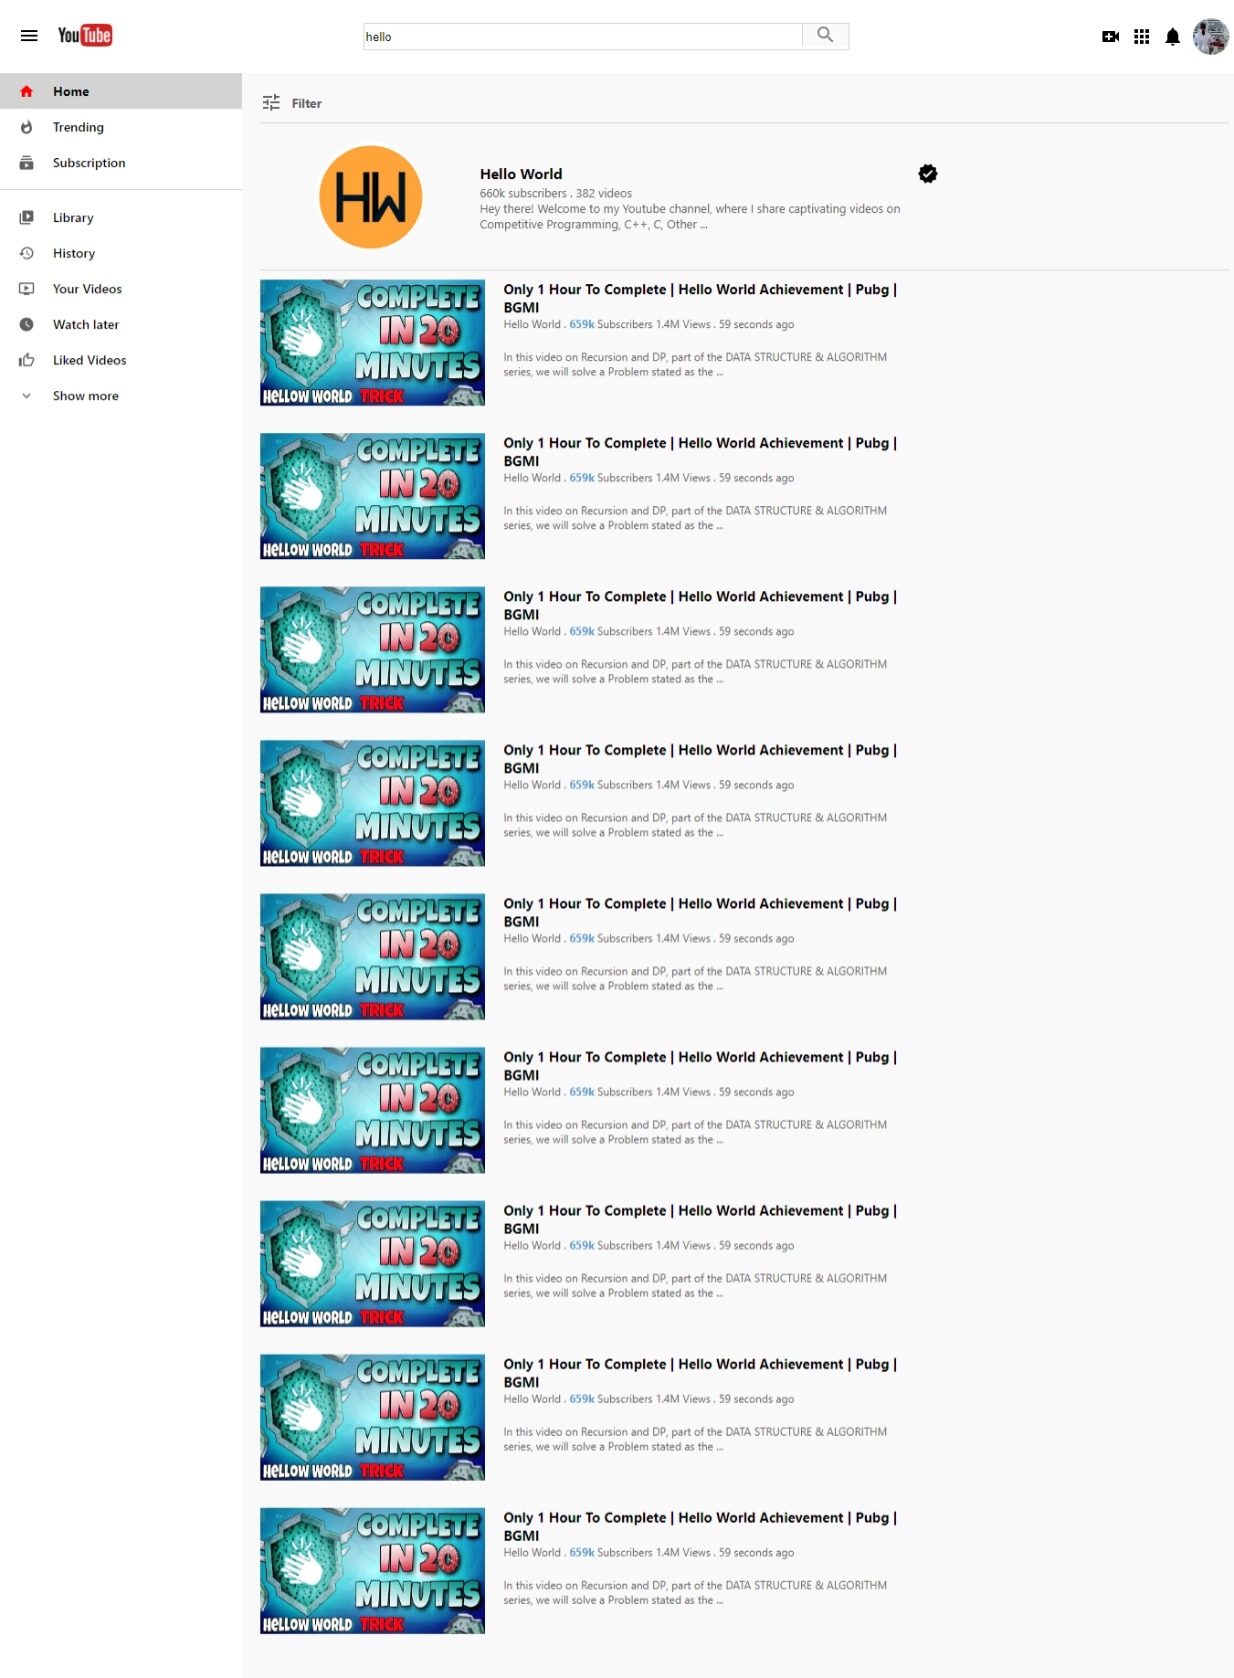 YouTube
hello
Home
Trending
Subscription
Library
History
Your Videos
Watch later
Liked Videos
Show more
Filter
HW
Hello World
660k subscribers . 382 videos
Hey there! Welcome to my Youtube channel, where I share captivating videos on
Competitive Programming, C++, C, Other ...
COMPLETE
IN 20
MINUTES
HELLOW WORLD TRICK
Only 1 Hour To Complete | Hello World Achievement | Pubg |
BGMI
Hello World . 659k Subscribers 1.4M Views . 59 seconds ago
In this video on Recursion and DP, part of the DATA STRUCTURE & ALGORITHM
series, we will solve a Problem stated as the ...
COMPLETE
IN 20
MINUTES
HELLOW WORLD TRICK
Only 1 Hour To Complete | Hello World Achievement | Pubg |
BGMI
Hello World . 659k Subscribers 1.4M Views . 59 seconds ago
In this video on Recursion and DP, part of the DATA STRUCTURE & ALGORITHM
series, we will solve a Problem stated as the ...
COMPLETE
IN 20
MINUTES
HELLOW WORLD TRICK
Only 1 Hour To Complete | Hello World Achievement | Pubg |
BGMI
Hello World . 659k Subscribers 1.4M Views . 59 seconds ago
In this video on Recursion and DP, part of the DATA STRUCTURE & ALGORITHM
series, we will solve a Problem stated as the ...
COMPLETE
IN 20
MINUTES
HELLOW WORLD TRICK
Only 1 Hour To Complete | Hello World Achievement | Pubg |
BGMI
Hello World . 659k Subscribers 1.4M Views . 59 seconds ago
In this video on Recursion and DP, part of the DATA STRUCTURE & ALGORITHM
series, we will solve a Problem stated as the ...
COMPLETE
IN 20
MINUTES
HELLOW WORLD TRICK
Only 1 Hour To Complete | Hello World Achievement | Pubg |
BGMI
Hello World . 659k Subscribers 1.4M Views . 59 seconds ago
In this video on Recursion and DP, part of the DATA STRUCTURE & ALGORITHM
series, we will solve a Problem stated as the ...
COMPLETE
IN 20
MINUTES
HELLOW WORLD TRICK
Only 1 Hour To Complete | Hello World Achievement | Pubg |
BGMI
Hello World . 659k Subscribers 1.4M Views . 59 seconds ago
In this video on Recursion and DP, part of the DATA STRUCTURE & ALGORITHM
series, we will solve a Problem stated as the ...
COMPLETE
IN 20
MINUTES
HELLOW WORLD TRICK
Only 1 Hour To Complete | Hello World Achievement | Pubg |
BGMI
Hello World . 659k Subscribers 1.4M Views . 59 seconds ago
In this video on Recursion and DP, part of the DATA STRUCTURE & ALGORITHM
series, we will solve a Problem stated as the ...
COMPLETE
IN 20
MINUTES
HELLOW WORLD TRICK
Only 1 Hour To Complete | Hello World Achievement | Pubg |
BGMI
Hello World . 659k Subscribers 1.4M Views . 59 seconds ago
In this video on Recursion and DP, part of the DATA STRUCTURE & ALGORITHM
series, we will solve a Problem stated as the ...
COMPLETE
IN 20
MINUTES
HELLOW WORLD TRICK
Only 1 Hour To Complete | Hello World Achievement | Pubg |
BGMI
Hello World . 659k Subscribers 1.4M Views . 59 seconds ago
In this video on Recursion and DP, part of the DATA STRUCTURE & ALGORITHM
series, we will solve a Problem stated as the ...